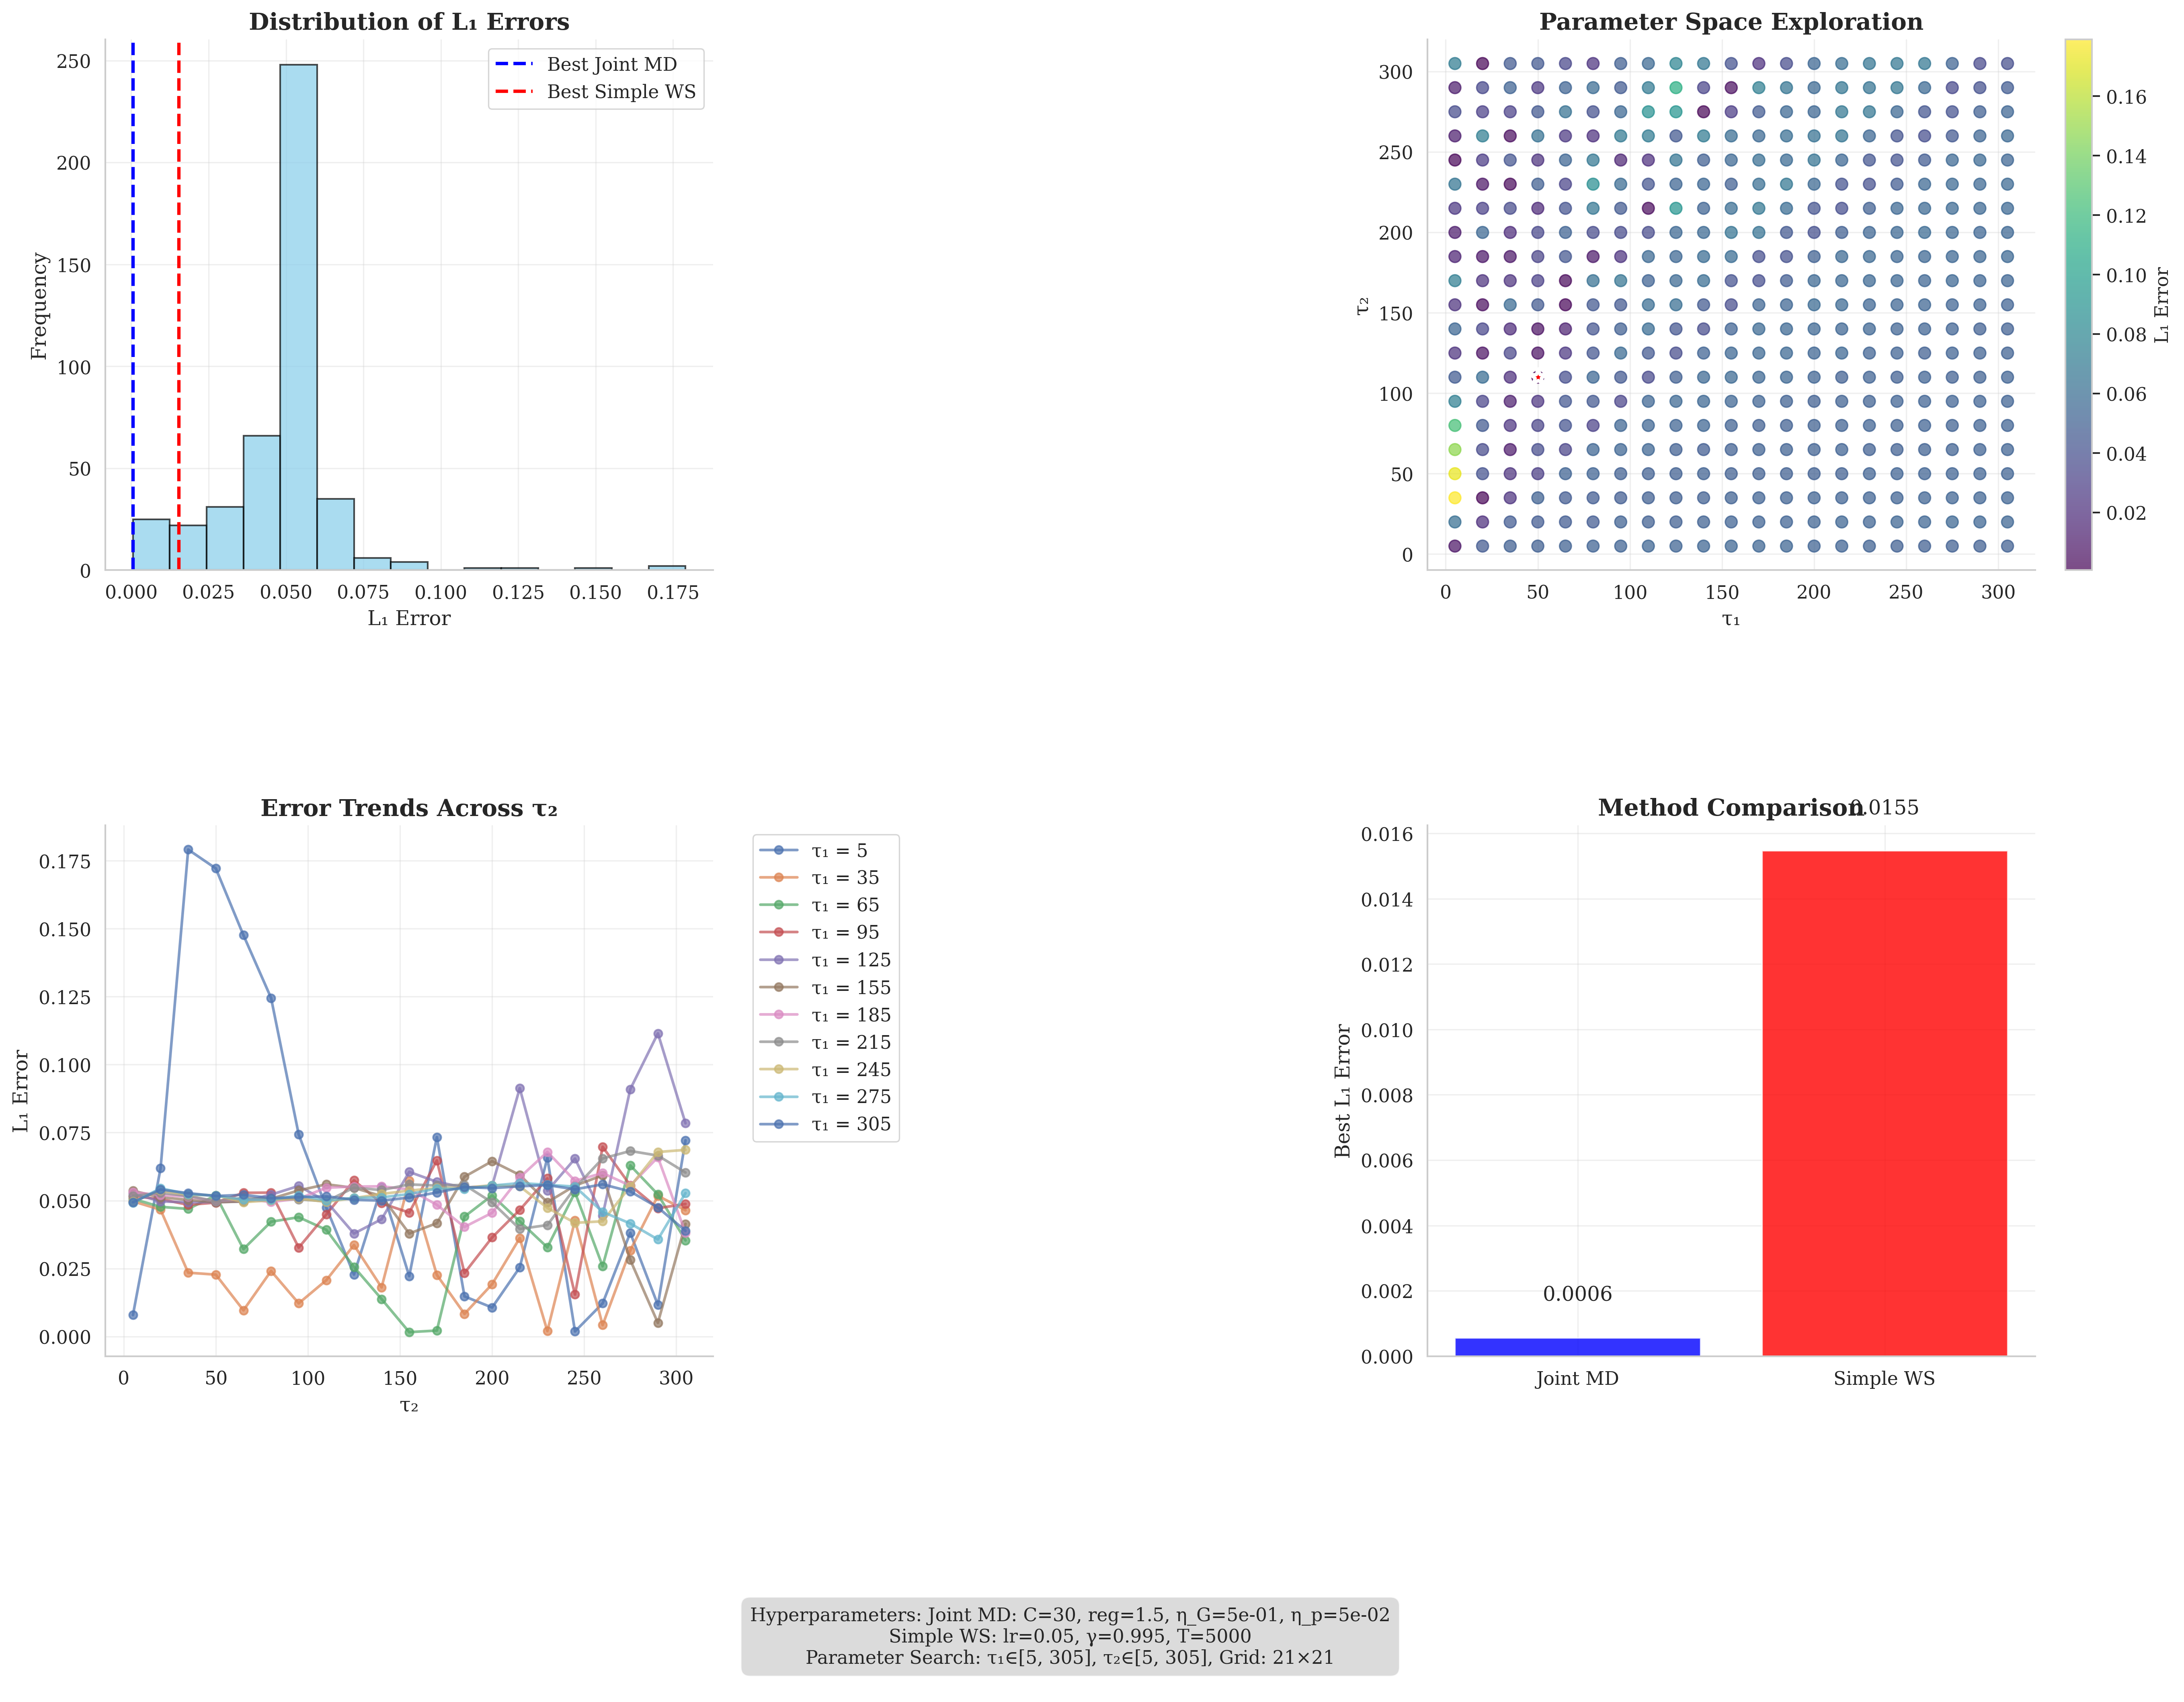 Distribution of L₁ Errors
250
200
150
100
50
0
Frequency
0.000 0.025 0.050 0.075 0.100 0.125 0.150 0.175
L₁ Error
Best Joint MD
Best Simple WS
Parameter Space Exploration
300
250
200
150
100
50
0
τ₂
0 50 100 150 200 250 300
τ₁
0.16
0.14
0.12
0.10
0.08
0.06
0.04
0.02
L₁ Error
Error Trends Across τ₂
0.175
0.150
0.125
0.100
0.075
0.050
0.025
0.000
L₁ Error
0 50 100 150 200 250 300
τ₂
τ₁ = 5
τ₁ = 35
τ₁ = 65
τ₁ = 95
τ₁ = 125
τ₁ = 155
τ₁ = 185
τ₁ = 215
τ₁ = 245
τ₁ = 275
τ₁ = 305
Method Comparison
0.0155
0.016
0.014
0.012
0.010
0.008
0.006
0.004
0.002
0.000
Best L₁ Error
0.0006
Joint MD Simple WS
Hyperparameters: Joint MD: C=30, reg=1.5, η_G=5e-01, η_p=5e-02
Simple WS: lr=0.05, γ=0.995, T=5000
Parameter Search: τ₁∈[5, 305], τ₂∈[5, 305], Grid: 21×21